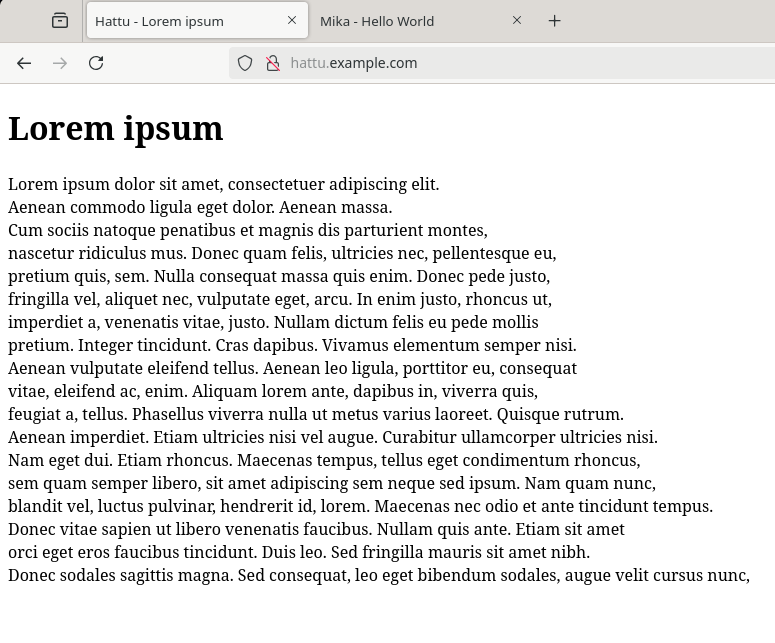 Hattu - Lorem ipsum
Mika - Hello World
hattu.example.com
Lorem ipsum
Lorem ipsum dolor sit amet, consectetuer adipiscing elit.
Aenean commodo ligula eget dolor. Aenean massa.
Cum sociis natoque penatibus et magnis dis parturient montes,
nascetur ridiculus mus. Donec quam felis, ultricies nec, pellentesque eu,
pretium quis, sem. Nulla consequat massa quis enim. Donec pede justo,
fringilla vel, aliquet nec, vulputate eget, arcu. In enim justo, rhoncus ut,
imperdiet a, venenatis vitae, justo. Nullam dictum felis eu pede mollis
pretium. Integer tincidunt. Cras dapibus. Vivamus elementum semper nisi.
Aenean vulputate eleifend tellus. Aenean leo ligula, porttitor eu, consequat
vitae, eleifend ac, enim. Aliquam lorem ante, dapibus in, viverra quis,
feugiat a, tellus. Phasellus viverra nulla ut metus varius laoreet. Quisque rutrum.
Aenean imperdiet. Etiam ultricies nisi vel augue. Curabitur ullamcorper ultricies nisi.
Nam eget dui. Etiam rhoncus. Maecenas tempus, tellus eget condimentum rhoncus,
sem quam semper libero, sit amet adipiscing sem neque sed ipsum. Nam quam nunc,
blandit vel, luctus pulvinar, hendrerit id, lorem. Maecenas nec odio et ante tincidunt tempus.
Donec vitae sapien ut libero venenatis faucibus. Nullam quis ante. Etiam sit amet
orci eget eros faucibus tincidunt. Duis leo. Sed fringilla mauris sit amet nibh.
Donec sodales sagittis magna. Sed consequat, leo eget bibendum sodales, augue velit cursus nunc,